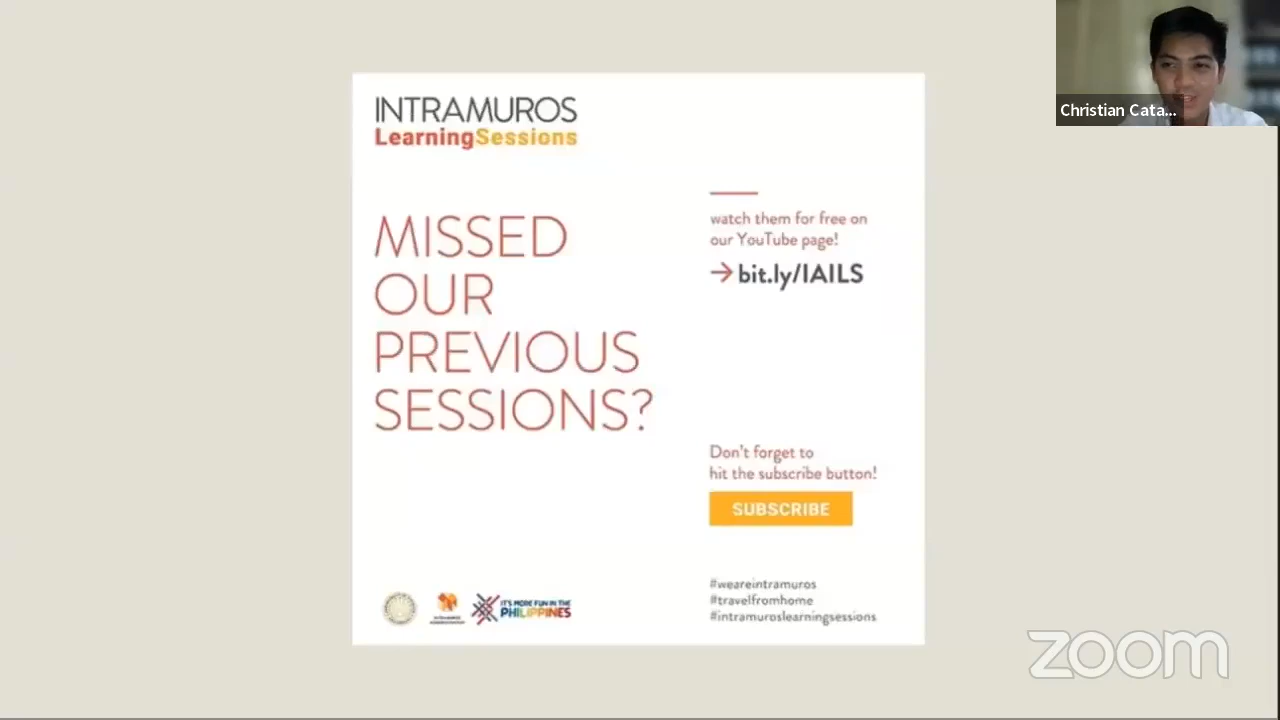 INTRAMUROS
LearningSessions
MISSED
OUR
PREVIOUS
SESSIONS?
watch them for free on
our YouTube page!
→ bit.ly/IAILS
Don't forget to
hit the subscribe button!
SUBSCRIBE
#weareintramuros
#travelfromhome
#intramuroslearningsessions
INTRAMUROS
IT'S MORE FUN IN THE
PHILIPPINES
Christian Cata...
zoom